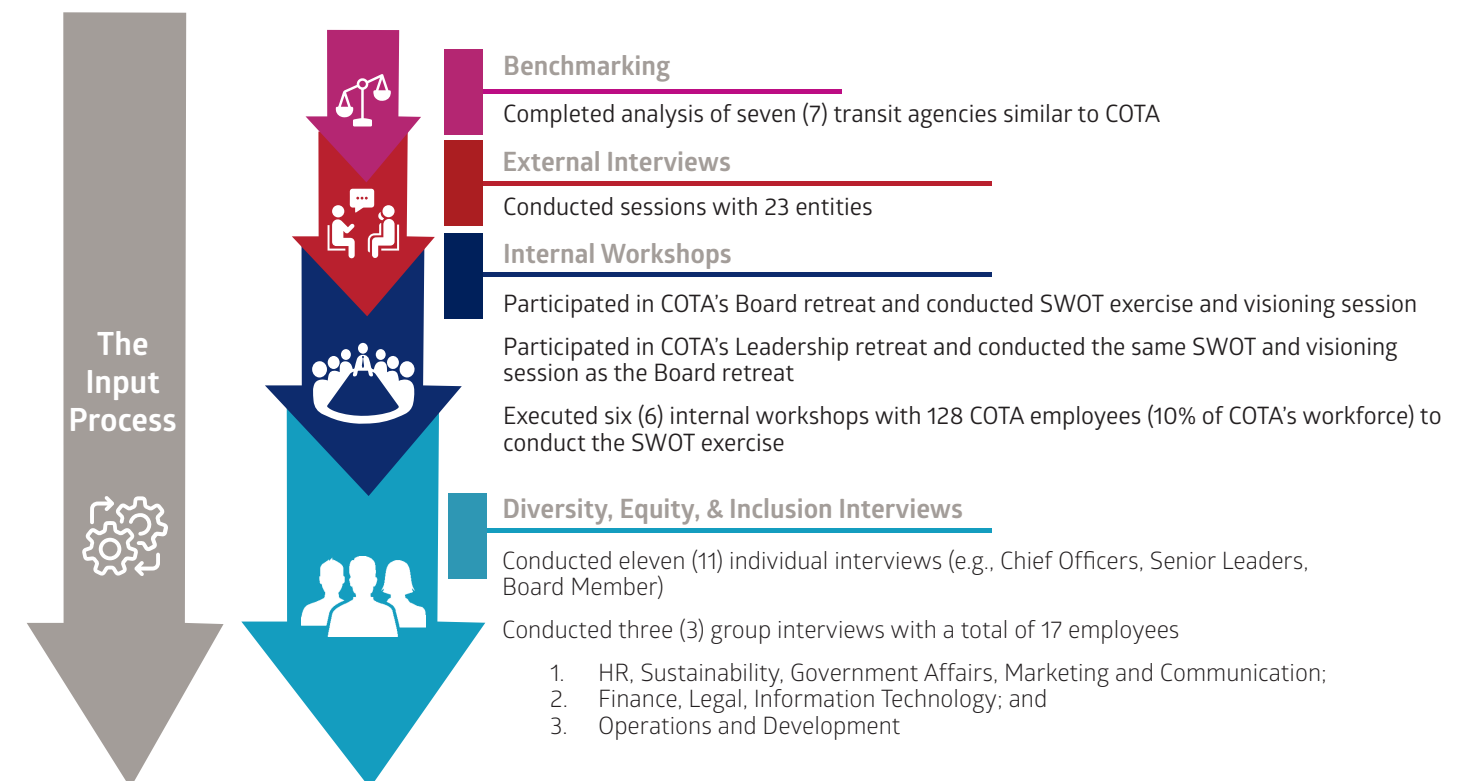 The
Input
Process
Benchmarking
Completed analysis of seven (7) transit agencies similar to COTA
External Interviews
Conducted sessions with 23 entities
Internal Workshops
Participated in COTA’s Board retreat and conducted SWOT exercise and visioning session
Participated in COTA’s Leadership retreat and conducted the same SWOT and visioning
session as the Board retreat
Executed six (6) internal workshops with 128 COTA employees (10% of COTA’s workforce) to
conduct the SWOT exercise
Diversity, Equity, & Inclusion Interviews
Conducted eleven (11) individual interviews (e.g., Chief Officers, Senior Leaders,
Board Member)
Conducted three (3) group interviews with a total of 17 employees
1. HR, Sustainability, Government Affairs, Marketing and Communication;
2. Finance, Legal, Information Technology; and
3. Operations and Development